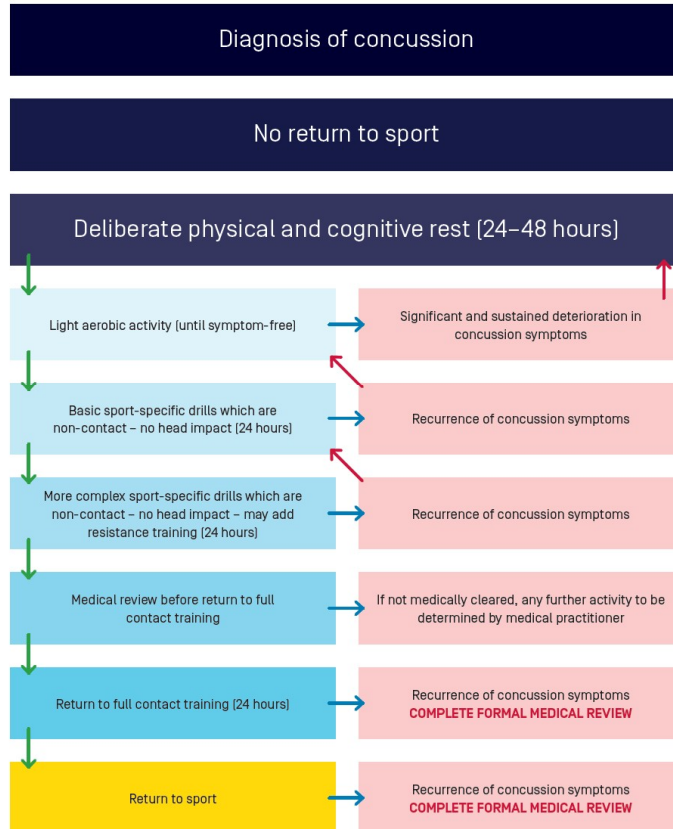 Diagnosis of concussion
No return to sport
Deliberate physical and cognitive rest (24–48 hours)
Light aerobic activity (until symptom-free)
Significant and sustained deterioration in
concussion symptoms
Basic sport-specific drills which are
non-contact – no head impact (24 hours)
Recurrence of concussion symptoms
More complex sport-specific drills which are
non-contact – no head impact – may add
resistance training (24 hours)
Recurrence of concussion symptoms
Medical review before return to full
contact training
If not medically cleared, any further activity to be
determined by medical practitioner
Return to full contact training (24 hours)
Recurrence of concussion symptoms
COMPLETE FORMAL MEDICAL REVIEW
Return to sport
Recurrence of concussion symptoms
COMPLETE FORMAL MEDICAL REVIEW